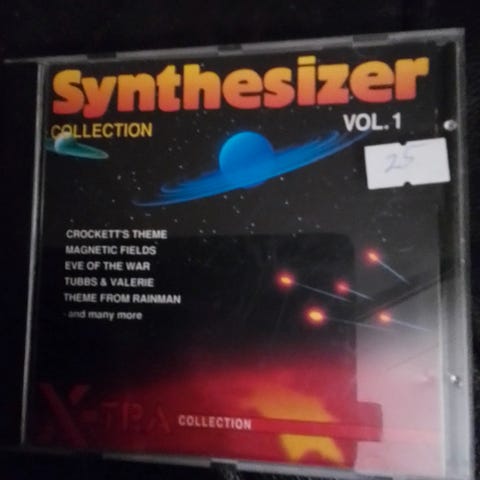 Synthesizer
COLLECTION
VOL. 1
25
CROCKETT'S THEME
MAGNETIC FIELDS
EVE OF THE WAR
TUBBS & VALERIE
THEME FROM RAINMAN
- and many more
X-TRA COLLECTION